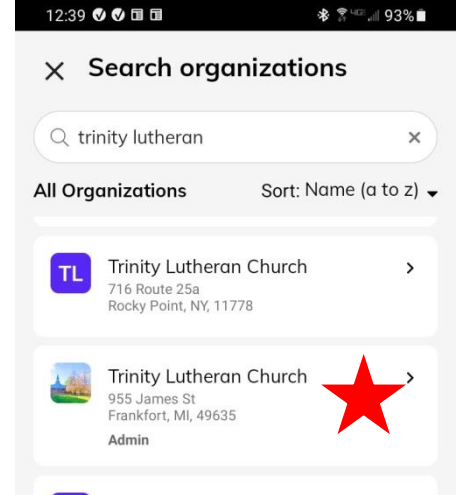 12:39 93%
Search organizations
trinity lutheran
All Organizations Sort: Name (a to z)
TL Trinity Lutheran Church
716 Route 25a
Rocky Point, NY, 11778
Trinity Lutheran Church
955 James St
Frankfort, MI, 49635
Admin